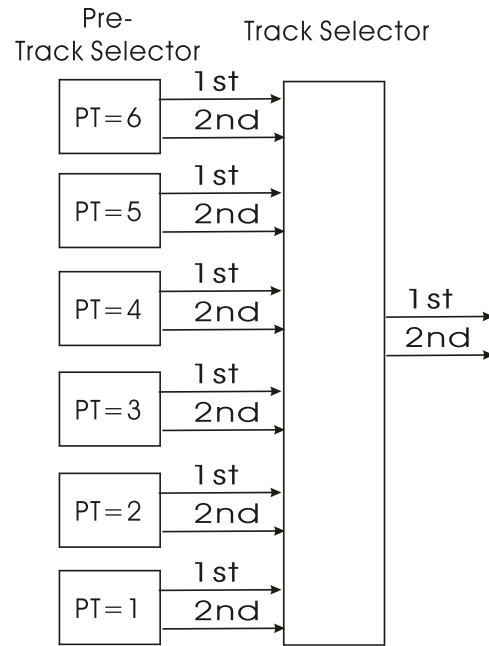 Pre-
Track Selector
Track Selector
1st
PT=6
2nd
1st
PT=5
2nd
1st
PT=4
2nd
1st
2nd
1st
PT=3
2nd
1st
PT=2
2nd
1st
PT=1
2nd